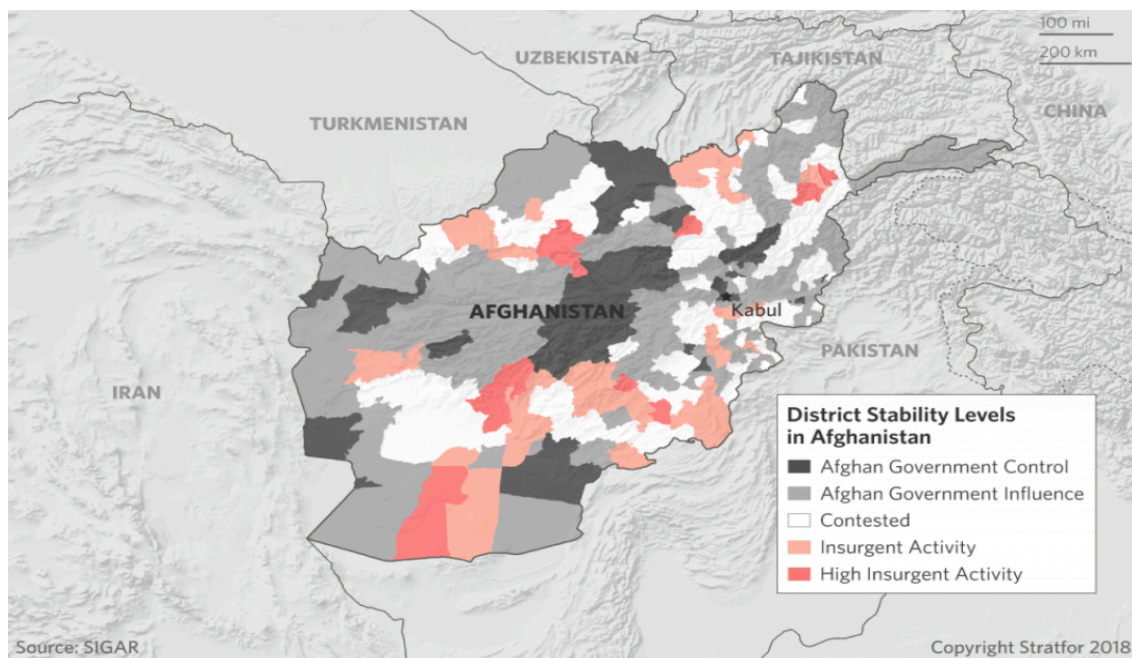 100 mi
200 km
UZBEKISTAN
TAJIKISTAN
CHINA
TURKMENISTAN
AFGHANISTAN
Kabul
PAKISTAN
IRAN
District Stability Levels
in Afghanistan
Afghan Government Control
Afghan Government Influence
Contested
Insurgent Activity
High Insurgent Activity
Source: SIGAR
Copyright Stratfor 2018